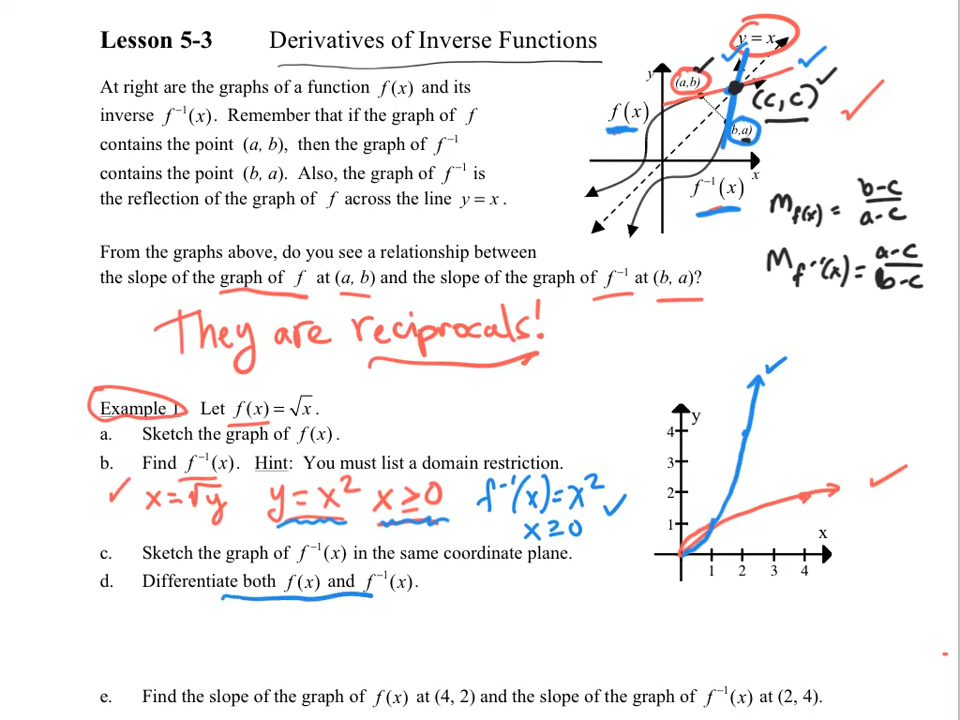 Lesson 5-3 Derivatives of Inverse Functions
At right are the graphs of a function f(x) and its
inverse f⁻¹(x). Remember that if the graph of f
contains the point (a, b), then the graph of f⁻¹
contains the point (b, a). Also, the graph of f⁻¹ is
the reflection of the graph of f across the line y = x.
y = x
y
(a,b)
(c,c)
f(x)
(b,a)
x
f⁻¹(x)
M f(x) = b-c / a-c
M f⁻¹(x) = a-c / b-c
From the graphs above, do you see a relationship between
the slope of the graph of f at (a, b) and the slope of the graph of f⁻¹ at (b, a)?
They are reciprocals!
Example 1 Let f(x) = √x.
a. Sketch the graph of f(x).
b. Find f⁻¹(x). Hint: You must list a domain restriction.
x = √y y = x² x ≥ 0 f⁻¹(x) = x²
x ≥ 0
c. Sketch the graph of f⁻¹(x) in the same coordinate plane.
d. Differentiate both f(x) and f⁻¹(x).
y
4
3
2
1
x
1 2 3 4
e. Find the slope of the graph of f(x) at (4, 2) and the slope of the graph of f⁻¹(x) at (2, 4).